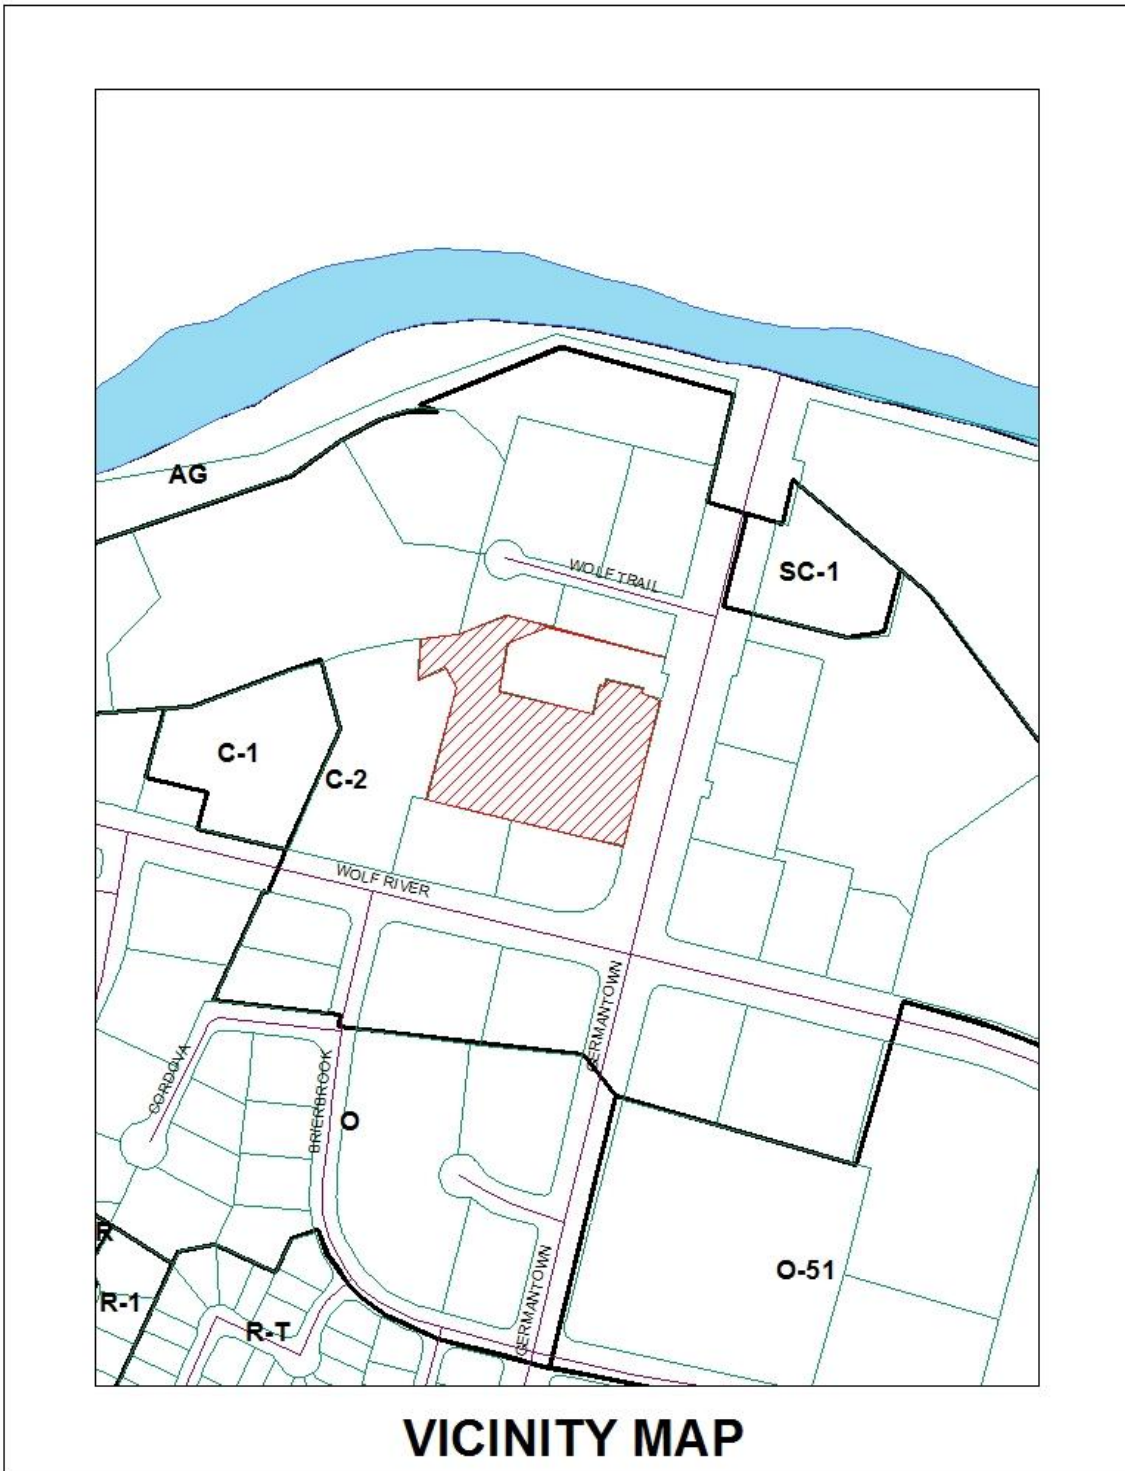 AG
WOLF TRAIL
SC-1
C-1
C-2
WOLF RIVER
GERMANTOWN
CORDOVA
BRIERBROOK
O
R
O-51
R-1
GERMANTOWN
R-T
VICINITY MAP